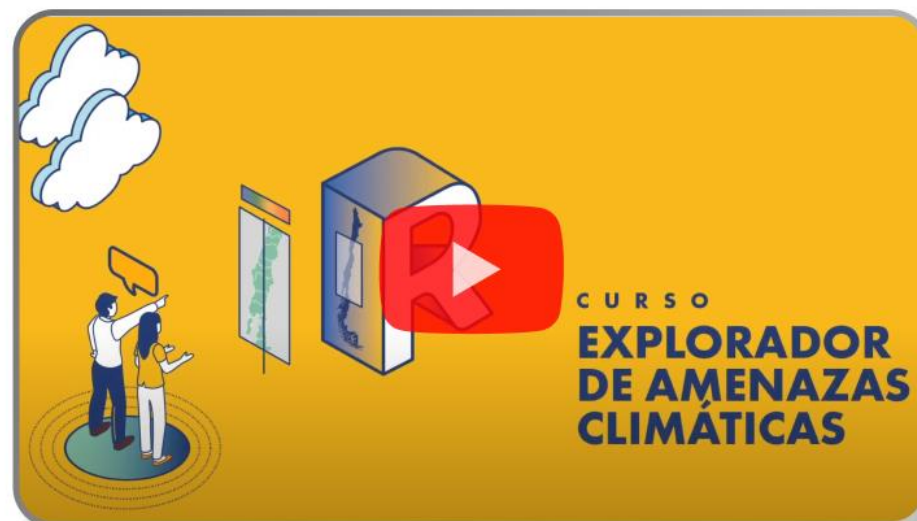 R
CURSO
EXPLORADOR
DE AMENAZAS
CLIMÁTICAS